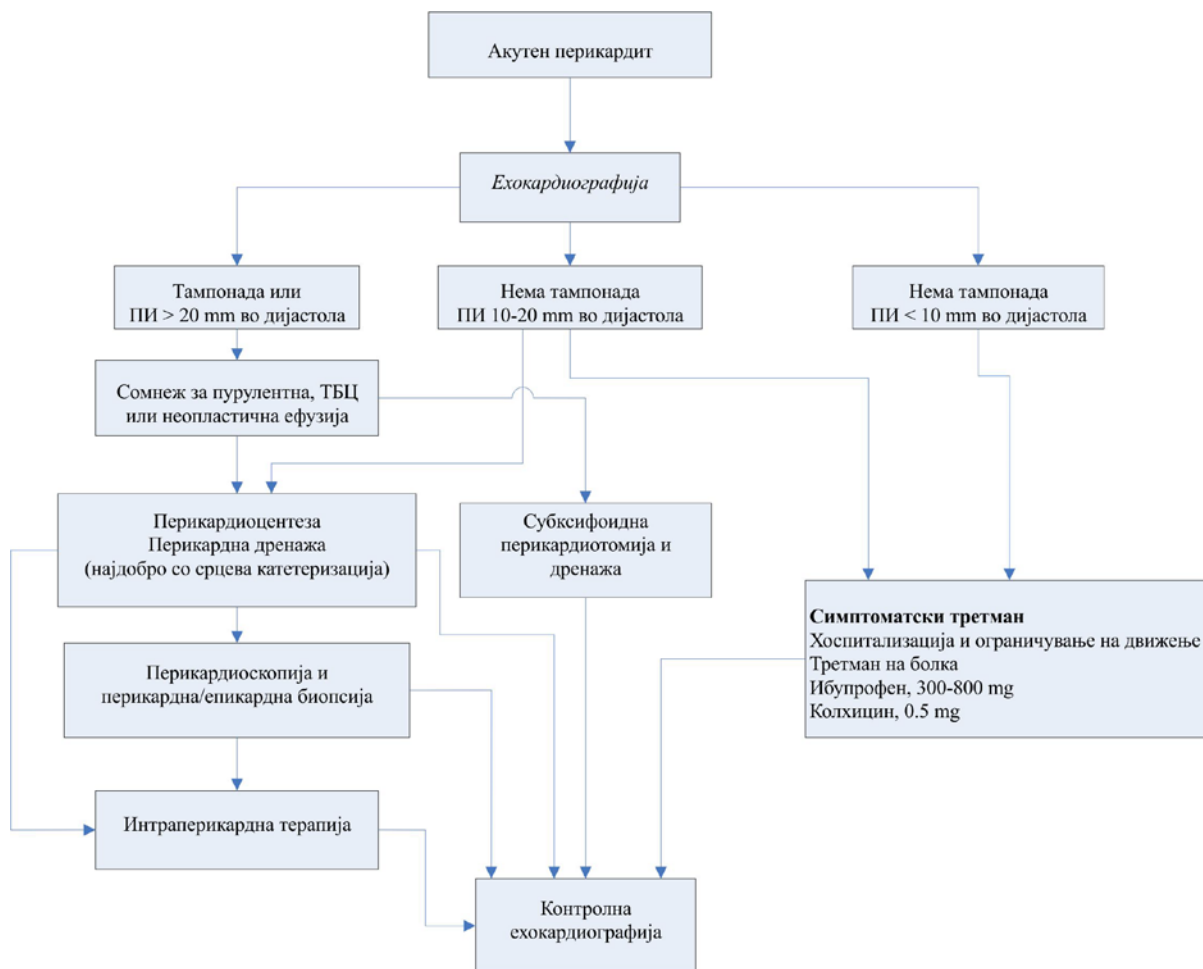 Акутен перикардит
Ехокардиографија
Тампонада или
ПИ > 20 mm во дијастола
Нема тампонада
ПИ 10-20 mm во дијастола
Нема тампонада
ПИ < 10 mm во дијастола
Сомнеж за пурулентна, ТБЦ
или неопластична ефузија
Перикардиоцентеза
Перикардна дренажа
(најдобро со срцева катетеризација)
Субксифоидна
перикардиотомија и
дренажа
Симптоматски третман
Хоспитализација и ограничување на движење
Третман на болка
Ибупрофен, 300-800 mg
Колхицин, 0.5 mg
Перикардиоскопија и
перикардна/епикардна биопсија
Интраперикардна терапија
Контролна
ехокардиографија